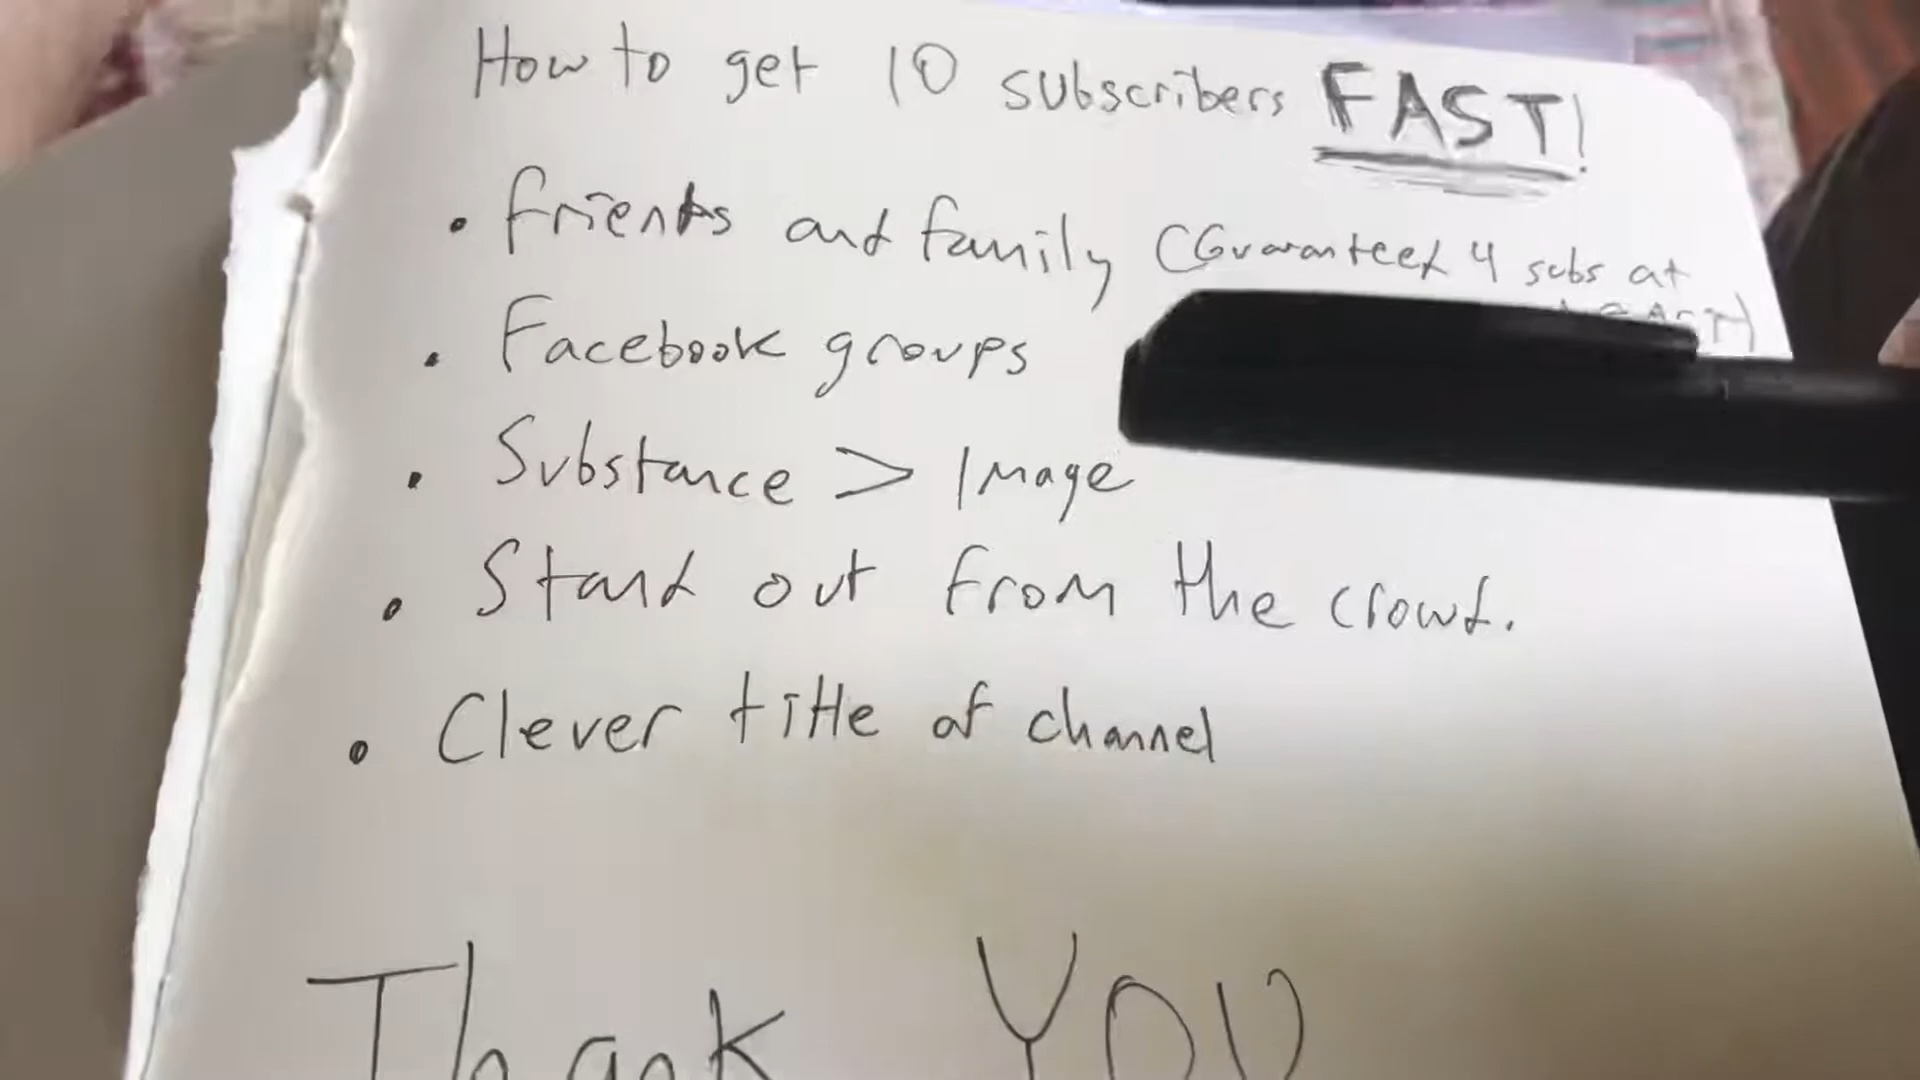 How to get 10 subscribers FAST!
• Friends and family (Guaranteed 4 subs at
LEAST)
• Facebook groups
• Substance > Image
• Stand out from the crowd.
• Clever title of channel
Thank YOU